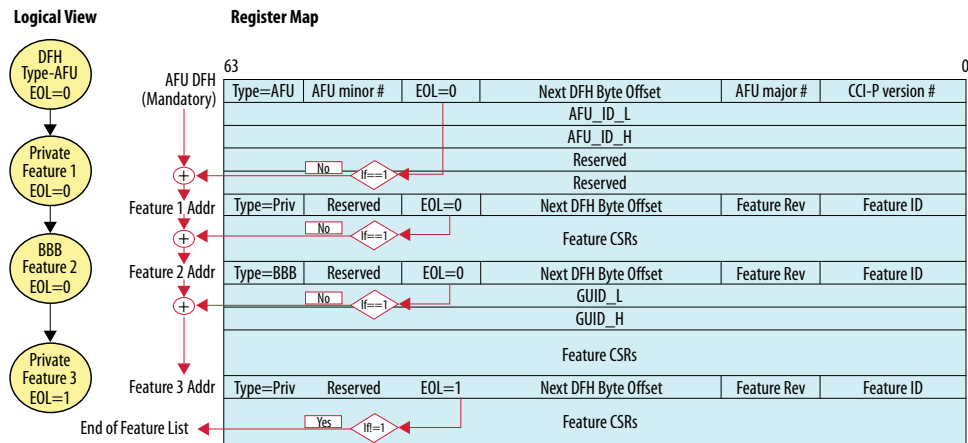 Logical View
Register Map
DFH
Type-AFU
EOL=0
Private
Feature 1
EOL=0
BBB
Feature 2
EOL=0
Private
Feature 3
EOL=1
63
0
AFU DFH
(Mandatory)
Type=AFU AFU minor # EOL=0 Next DFH Byte Offset AFU major # CCI-P version #
AFU_ID_L
AFU_ID_H
Reserved
No
If==1
+
Reserved
Feature 1 Addr
Type=Priv Reserved EOL=0 Next DFH Byte Offset Feature Rev Feature ID
No
If==1
+
Feature CSRs
Feature 2 Addr
Type=BBB Reserved EOL=0 Next DFH Byte Offset Feature Rev Feature ID
GUID_L
No
If==1
+
GUID_H
Feature CSRs
Feature 3 Addr
Type=Priv Reserved EOL=1 Next DFH Byte Offset Feature Rev Feature ID
End of Feature List
Yes
If!=1
Feature CSRs